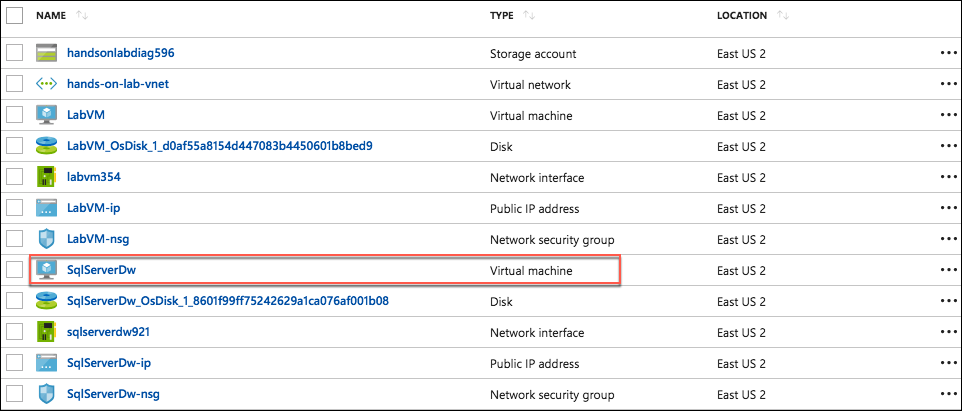 NAME TYPE LOCATION
handsonlabdiag596 Storage account East US 2
hands-on-lab-vnet Virtual network East US 2
LabVM Virtual machine East US 2
LabVM_OsDisk_1_d0af55a8154d447083b4450601b8bed9 Disk East US 2
labvm354 Network interface East US 2
LabVM-ip Public IP address East US 2
LabVM-nsg Network security group East US 2
SqlServerDw Virtual machine East US 2
SqlServerDw_OsDisk_1_8601f99ff75242629a1ca076af001b08 Disk East US 2
sqlserverdw921 Network interface East US 2
SqlServerDw-ip Public IP address East US 2
SqlServerDw-nsg Network security group East US 2